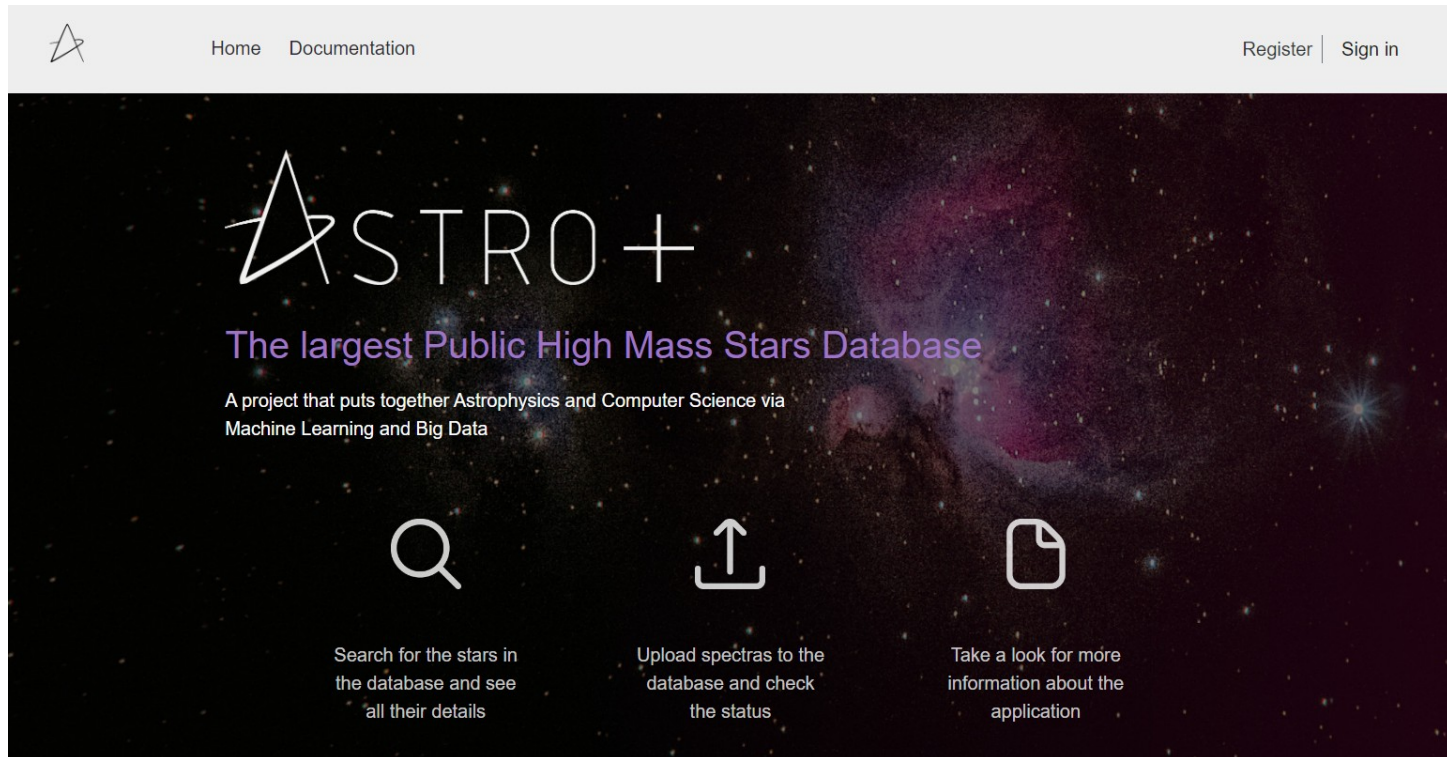 Home Documentation Register Sign in
ASTRO+
The largest Public High Mass Stars Database
A project that puts together Astrophysics and Computer Science via
Machine Learning and Big Data
Search for the stars in
the database and see
all their details
Upload spectras to the
database and check
the status
Take a look for more
information about the
application